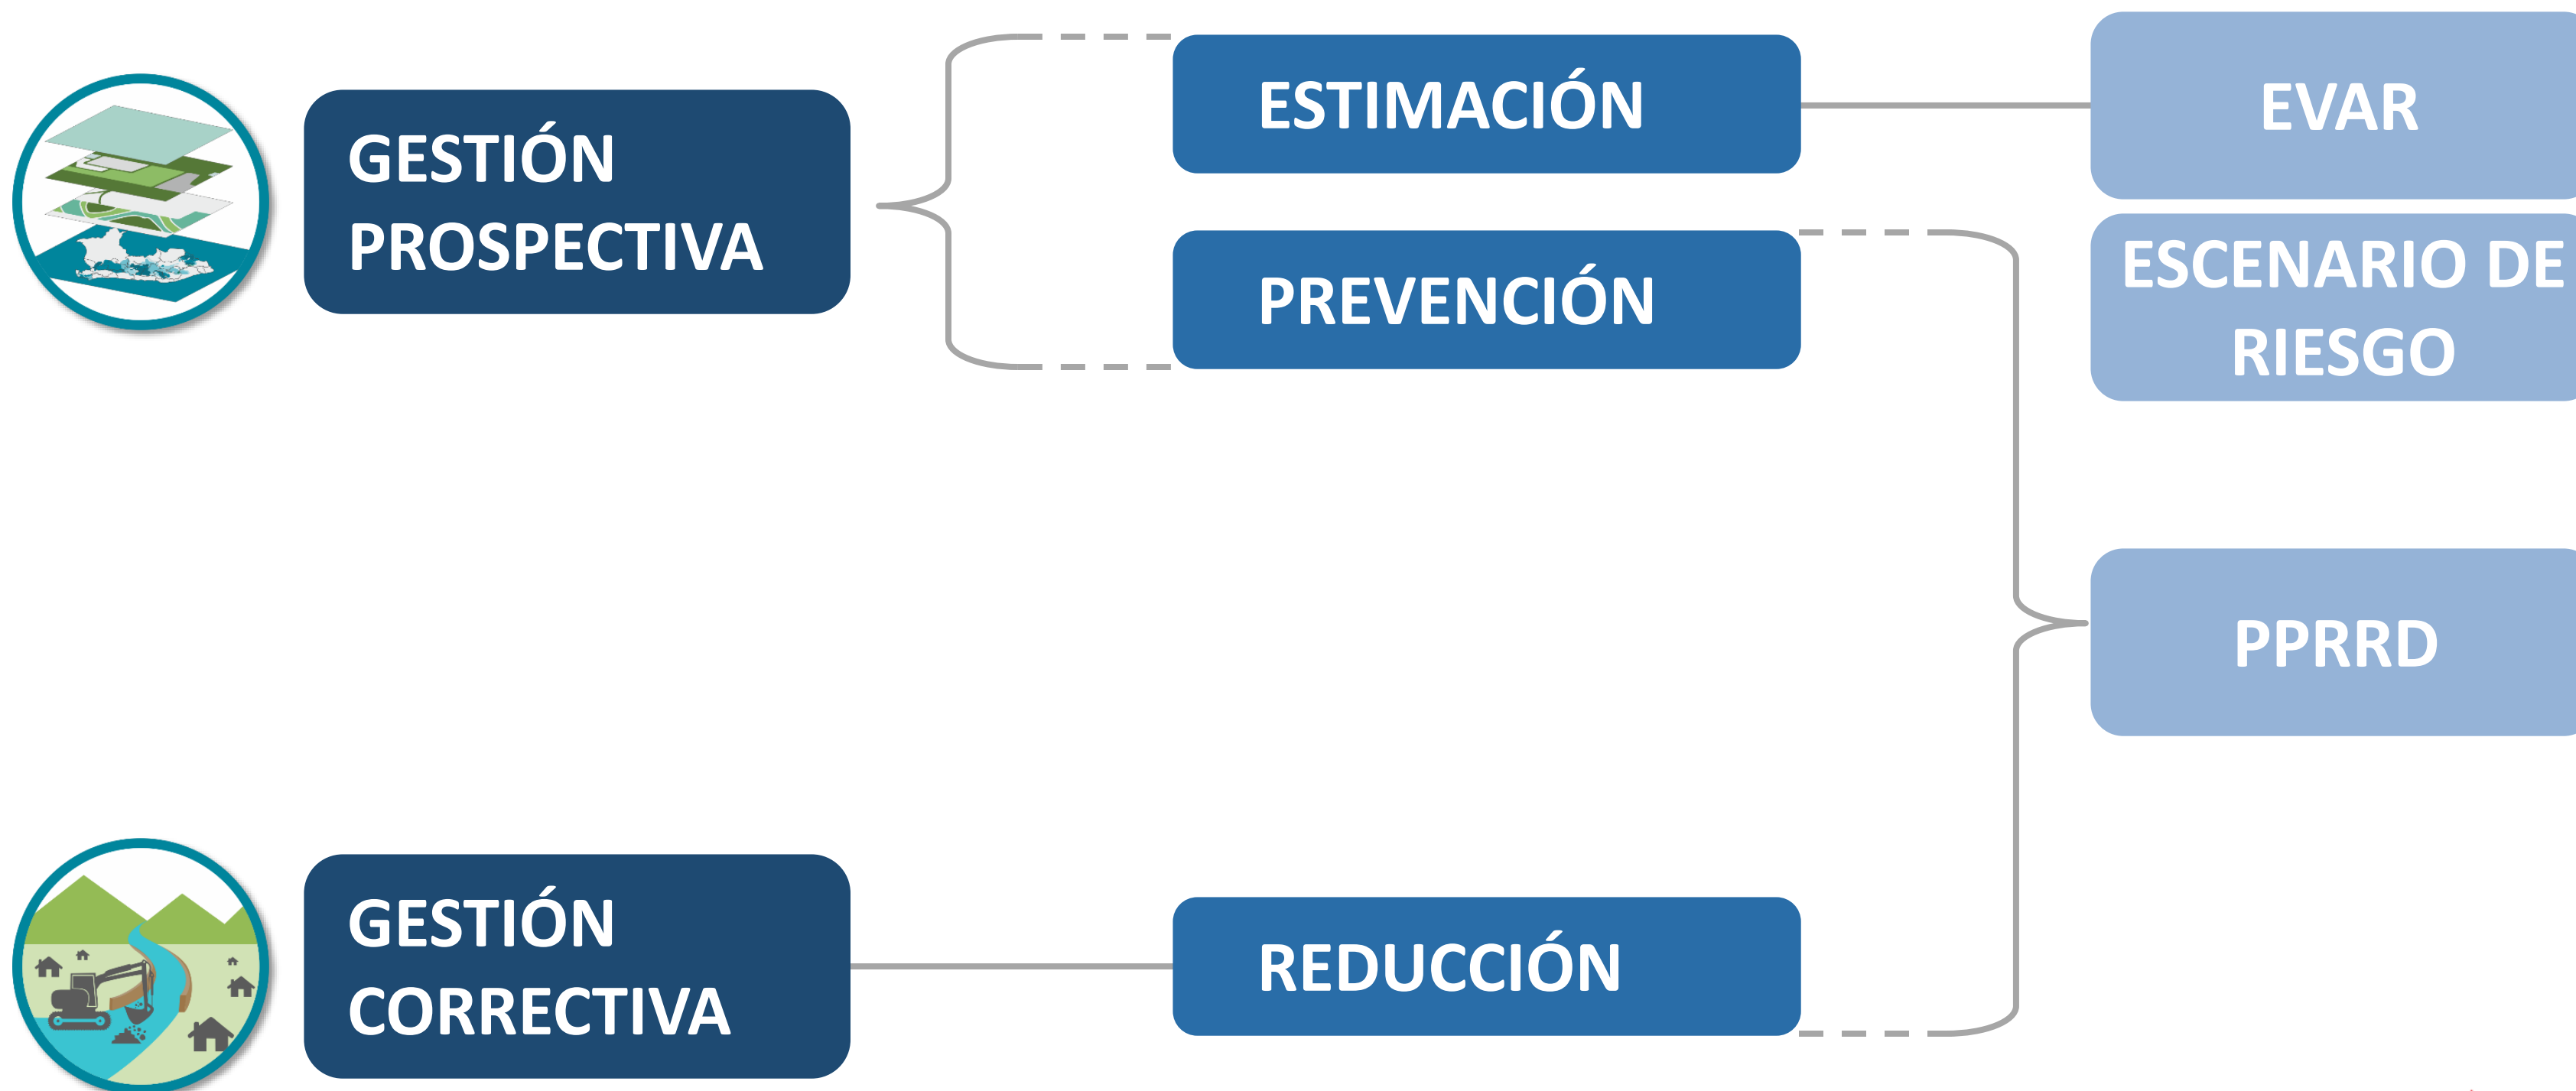 GESTIÓN
PROSPECTIVA
ESTIMACIÓN
PREVENCIÓN
EVAR
ESCENARIO DE
RIESGO
PPRRD
GESTIÓN
CORRECTIVA
REDUCCIÓN